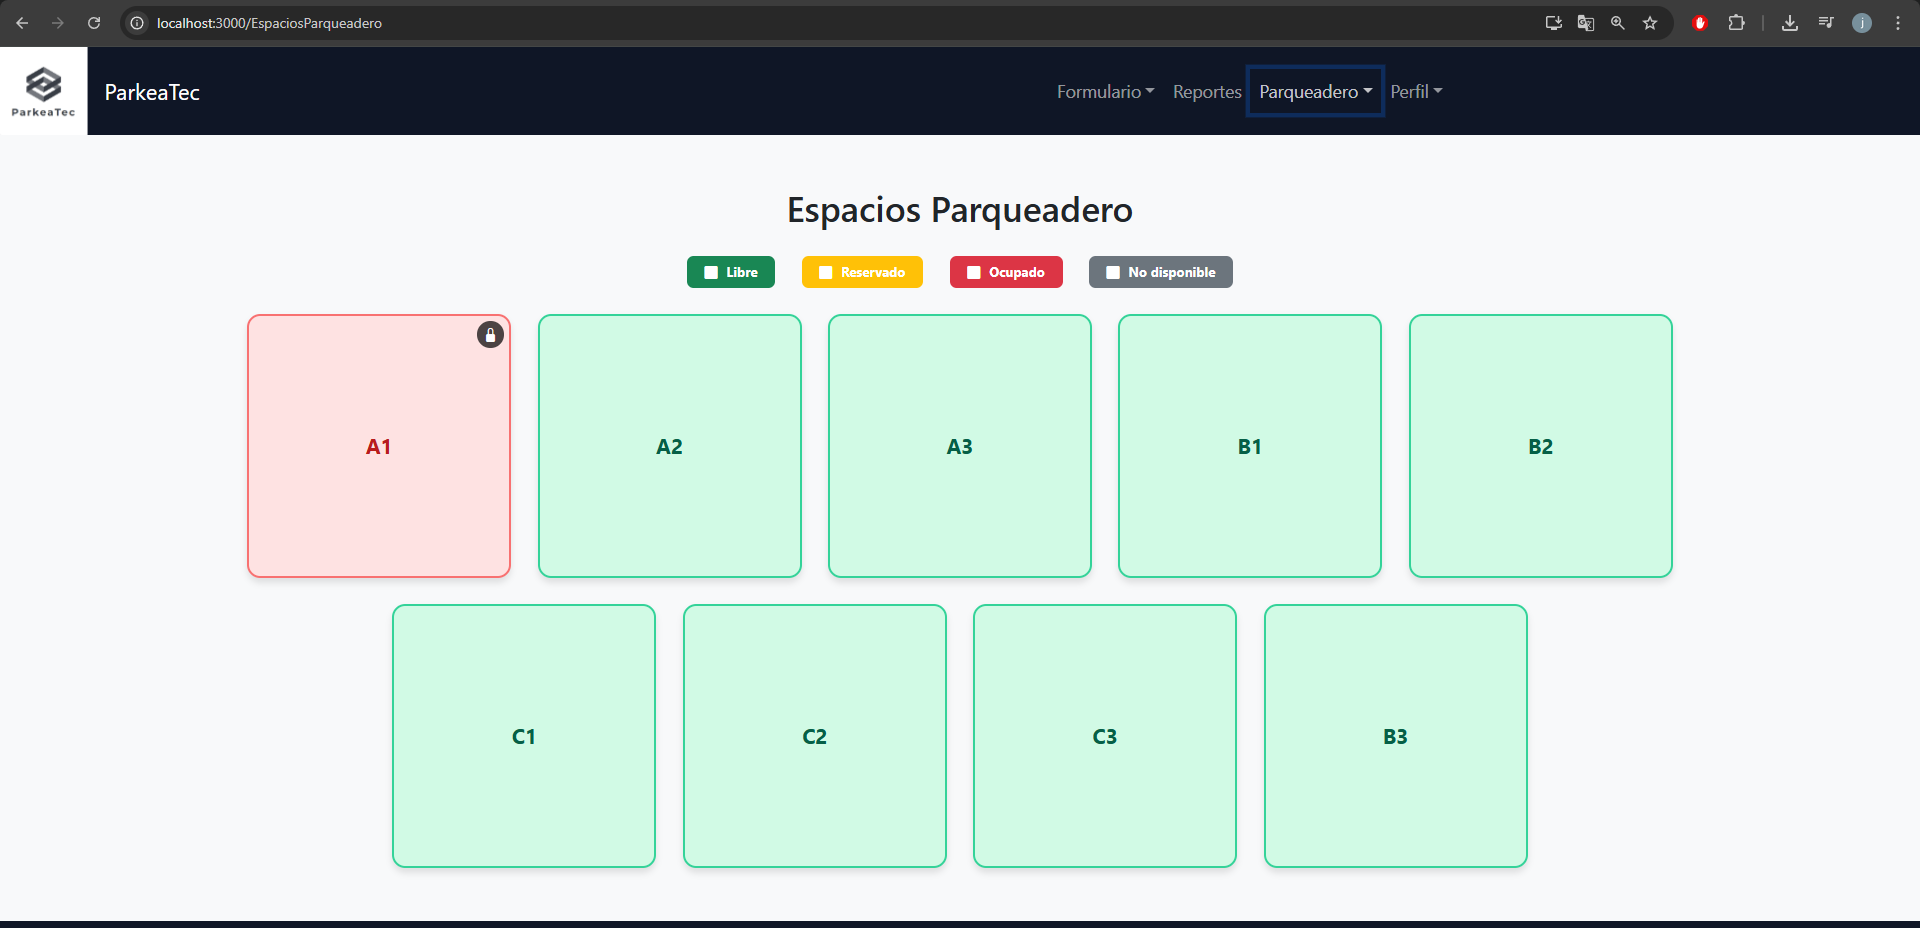 localhost:3000/EspaciosParqueadero
j
ParkeaTec
ParkeaTec
Formulario
Reportes
Parqueadero
Perfil
Espacios Parqueadero
Libre
Reservado
Ocupado
No disponible
A1
A2
A3
B1
B2
C1
C2
C3
B3